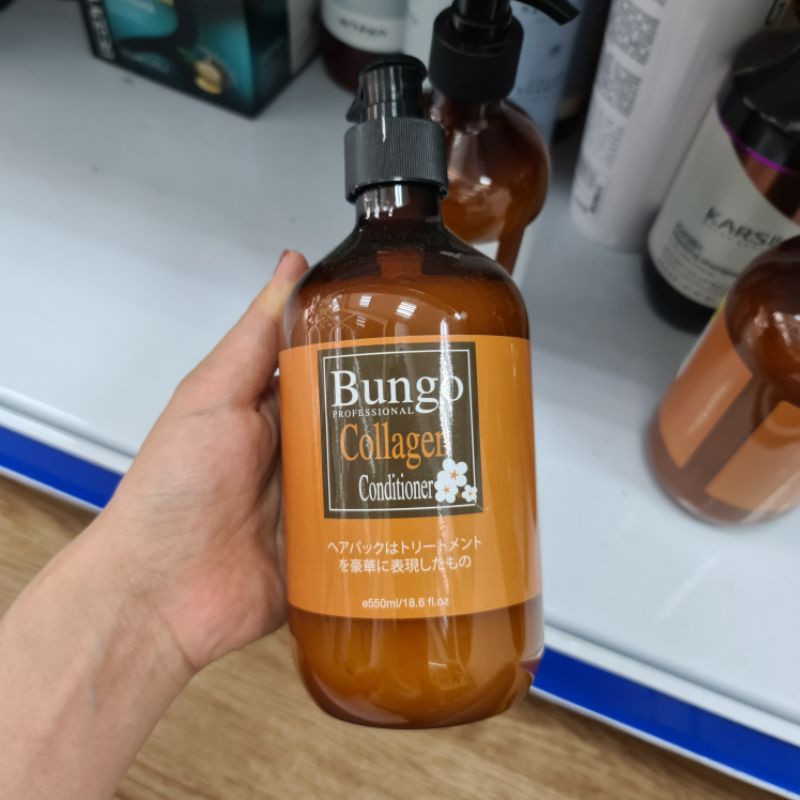 Bungo
PROFESSIONAL
Collagen
Conditioner
ヘアパックはトリートメント
を豪華に表現したもの
e550ml/18.6 fl.oz
KARSE